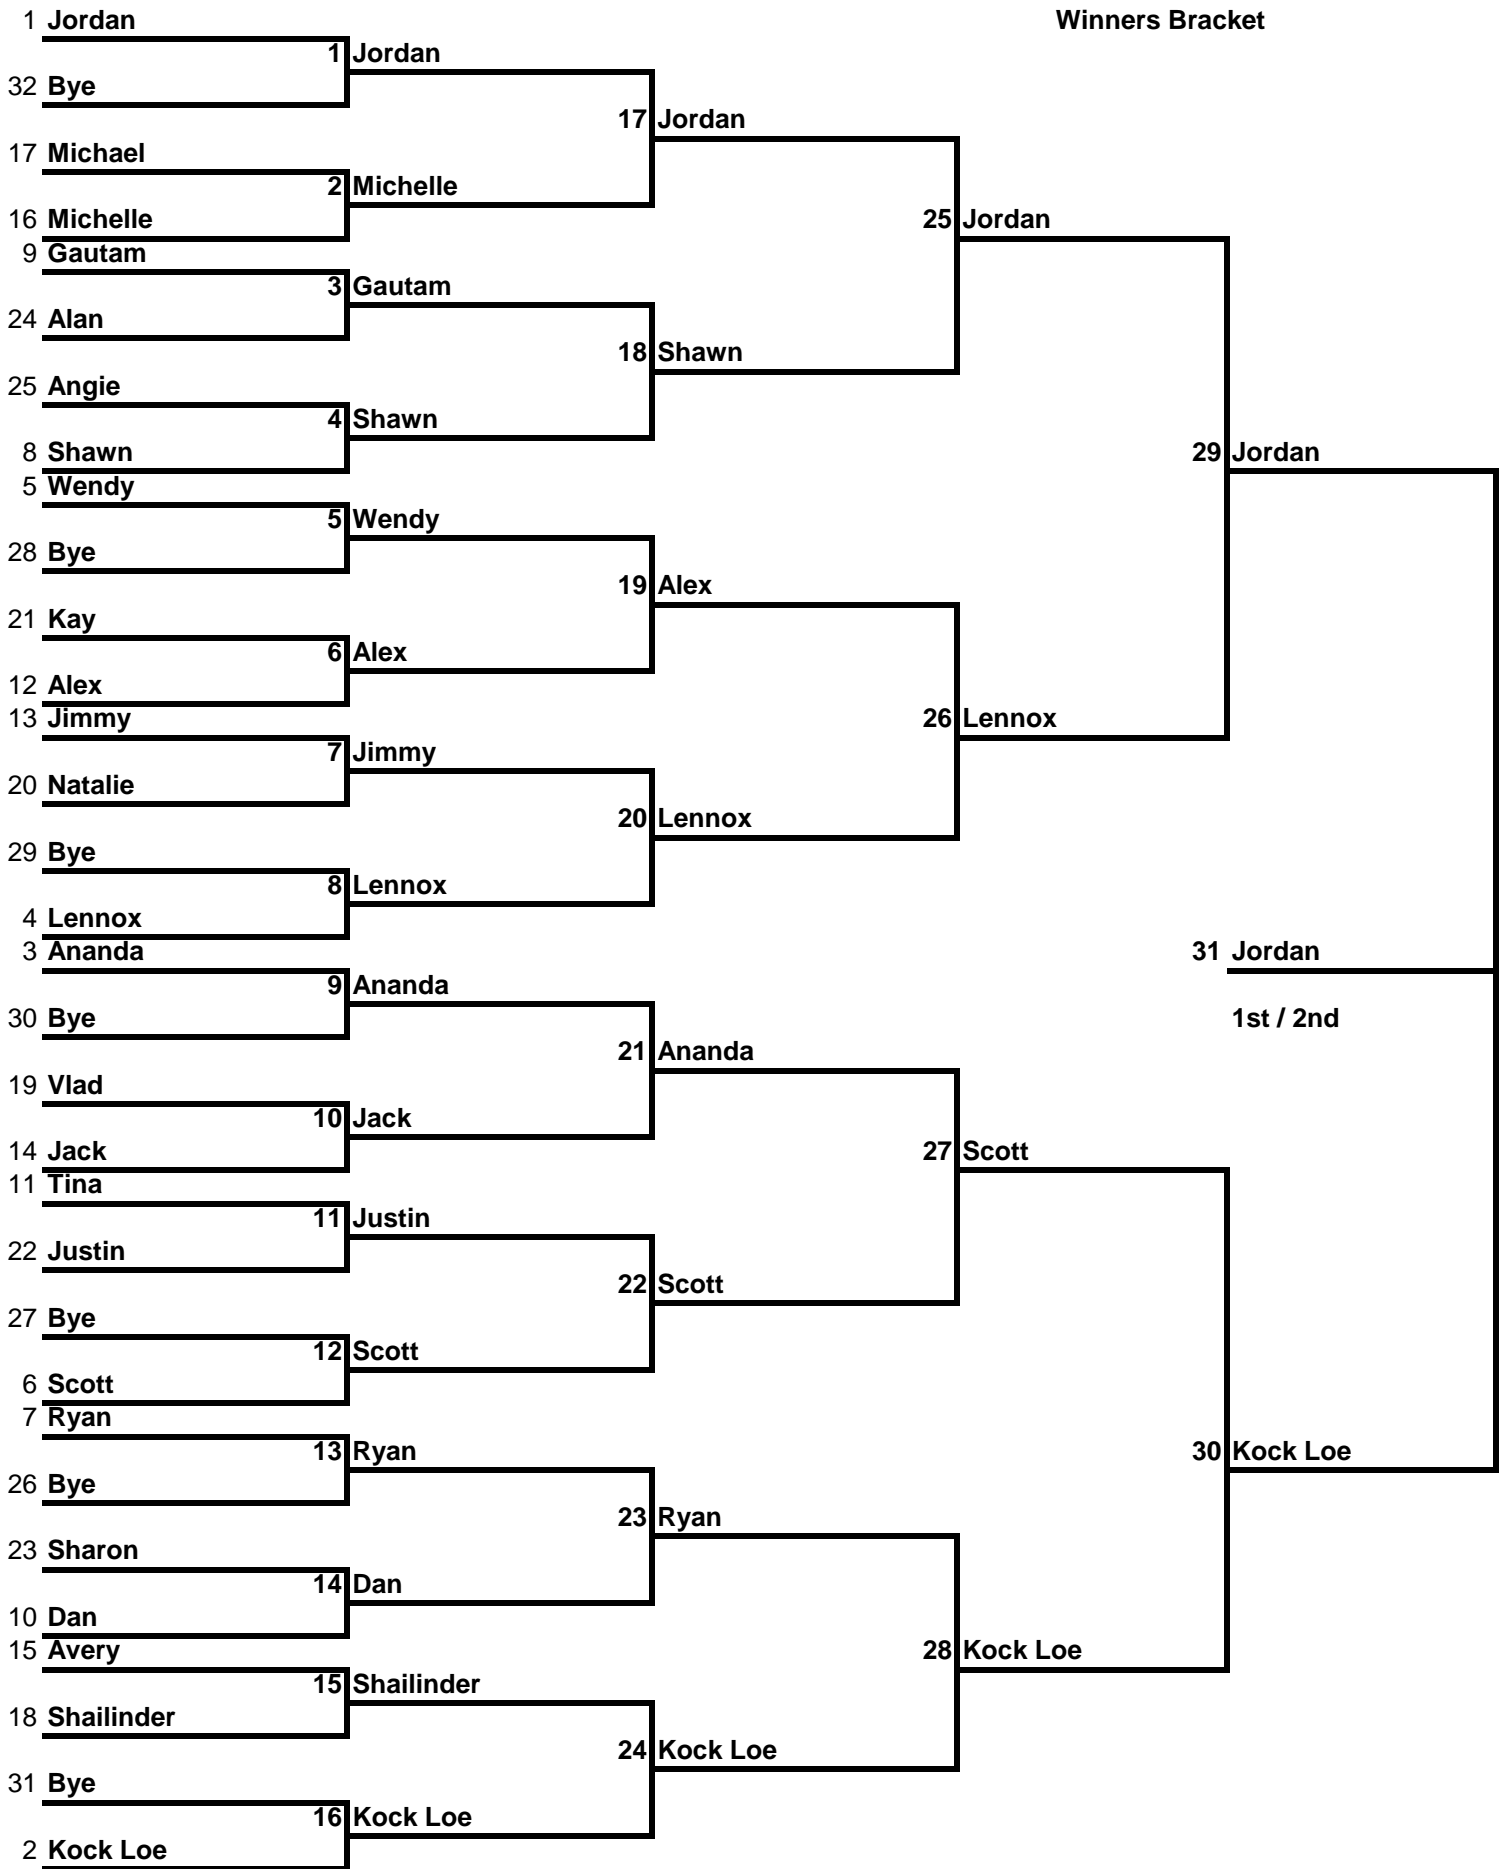 1 Jordan
Winners Bracket
1 Jordan
32 Bye
17 Jordan
17 Michael
2 Michelle
16 Michelle
25 Jordan
9 Gautam
3 Gautam
24 Alan
18 Shawn
25 Angie
4 Shawn
8 Shawn
29 Jordan
5 Wendy
5 Wendy
28 Bye
19 Alex
21 Kay
6 Alex
12 Alex
13 Jimmy
26 Lennox
7 Jimmy
20 Natalie
20 Lennox
29 Bye
8 Lennox
4 Lennox
3 Ananda
31 Jordan
9 Ananda
30 Bye
1st / 2nd
21 Ananda
19 Vlad
10 Jack
14 Jack
27 Scott
11 Tina
11 Justin
22 Justin
22 Scott
27 Bye
12 Scott
6 Scott
7 Ryan
13 Ryan
30 Kock Loe
26 Bye
23 Ryan
23 Sharon
14 Dan
10 Dan
15 Avery
28 Kock Loe
15 Shailinder
18 Shailinder
24 Kock Loe
31 Bye
16 Kock Loe
2 Kock Loe